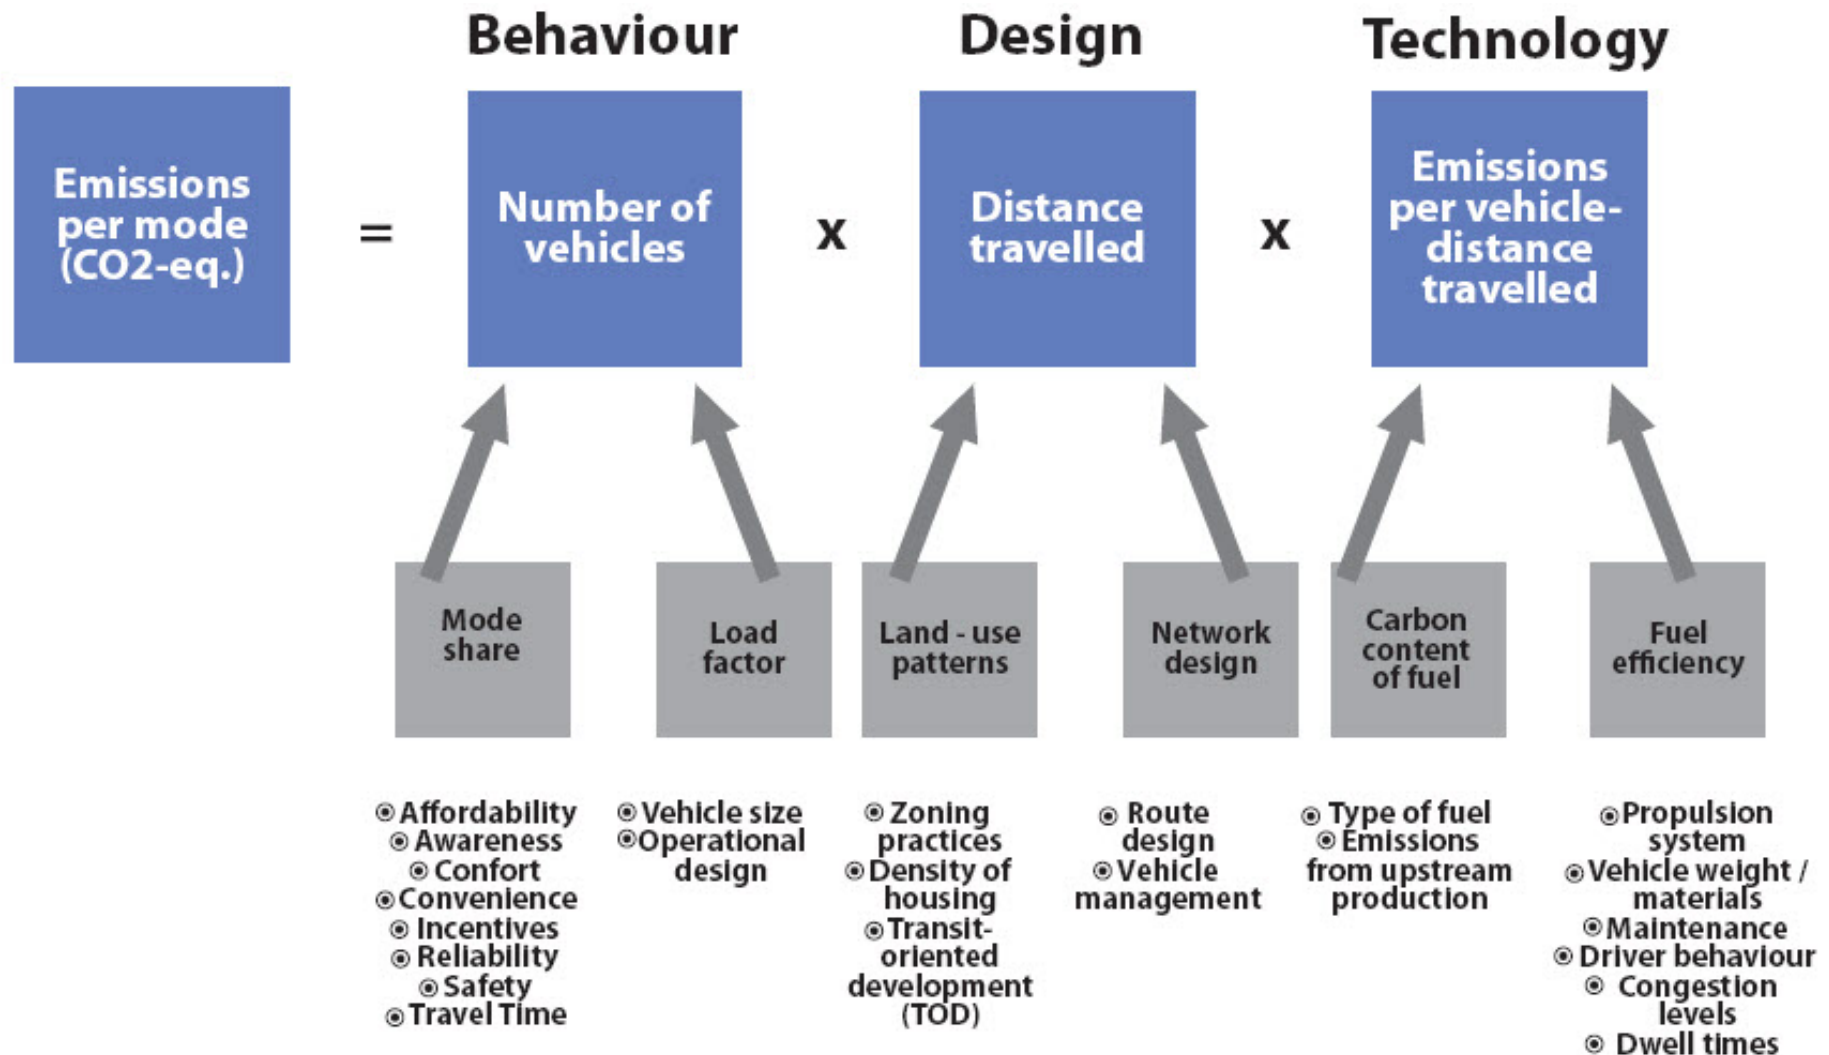 Behaviour
Design
Technology
Emissions
per mode
(CO2-eq.)
=
Number of
vehicles
x
Distance
travelled
x
Emissions
per vehicle-
distance
travelled
Mode
share
Load
factor
Land - use
patterns
Network
design
Carbon
content
of fuel
Fuel
efficiency
Affordability
Awareness
Confort
Convenience
Incentives
Reliability
Safety
Travel Time
Vehicle size
Operational
design
Zoning
practices
Density of
housing
Transit-
oriented
development
(TOD)
Route
design
Vehicle
management
Type of fuel
Emissions
from upstream
production
Propulsion
system
Vehicle weight /
materials
Maintenance
Driver behaviour
Congestion
levels
Dwell times